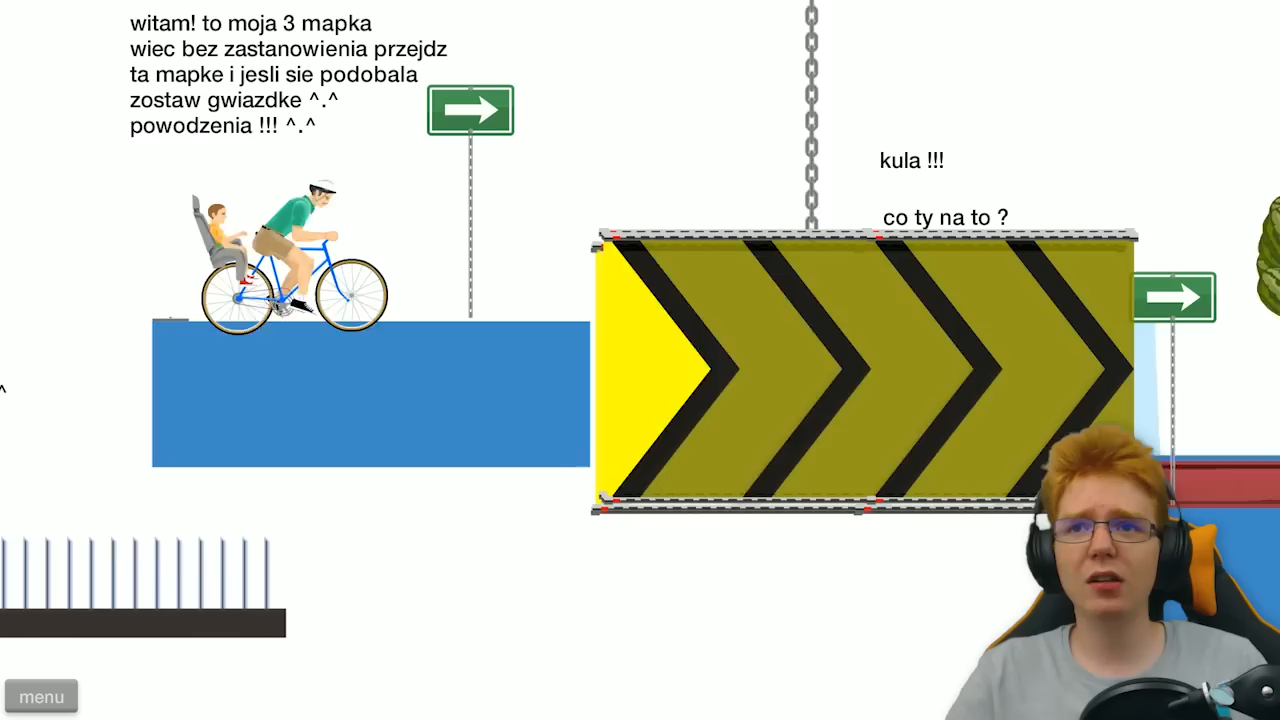 witam! to moja 3 mapka
wiec bez zastanowienia przejdz
ta mapke i jesli sie podobala
zostaw gwiazdke ^.^
powodzenia !!! ^.^
kula !!!
co ty na to ?
^
menu